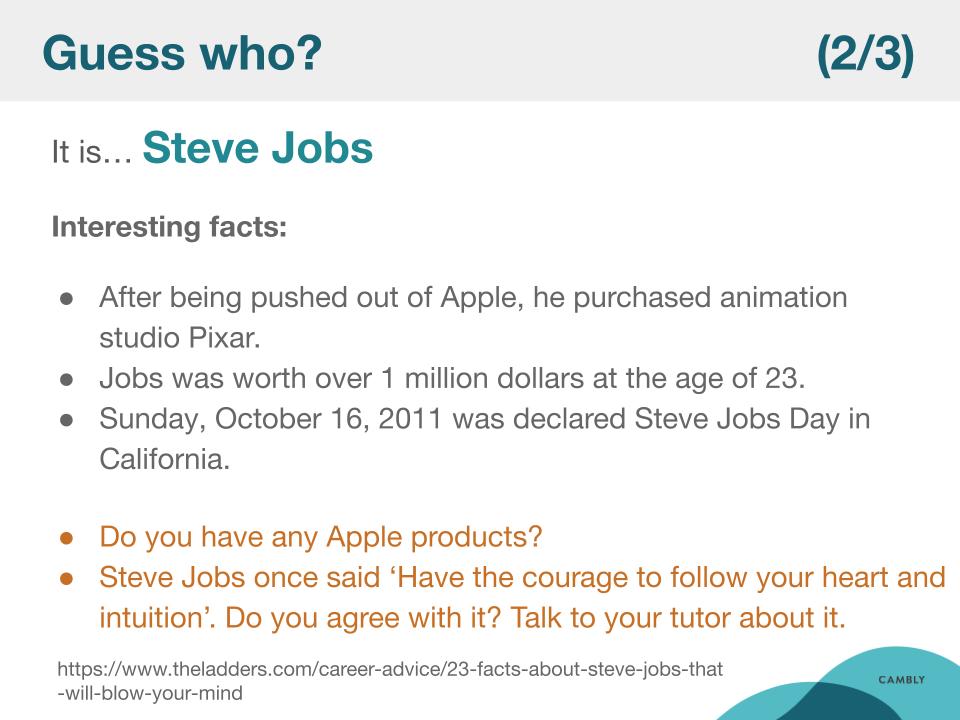 Guess who? (2/3)
It is… Steve Jobs
Interesting facts:
● After being pushed out of Apple, he purchased animation
studio Pixar.
● Jobs was worth over 1 million dollars at the age of 23.
● Sunday, October 16, 2011 was declared Steve Jobs Day in
California.
● Do you have any Apple products?
● Steve Jobs once said ‘Have the courage to follow your heart and
intuition’. Do you agree with it? Talk to your tutor about it.
https://www.theladders.com/career-advice/23-facts-about-steve-jobs-that
-will-blow-your-mind
CAMBLY